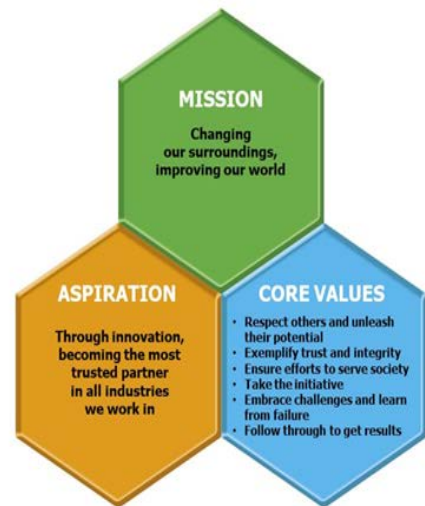 MISSION
Changing
our surroundings,
improving our world
ASPIRATION
Through innovation,
becoming the most
trusted partner
in all industries
we work in
CORE VALUES
• Respect others and unleash
their potential
• Exemplify trust and integrity
• Ensure efforts to serve society
• Take the initiative
• Embrace challenges and learn
from failure
• Follow through to get results